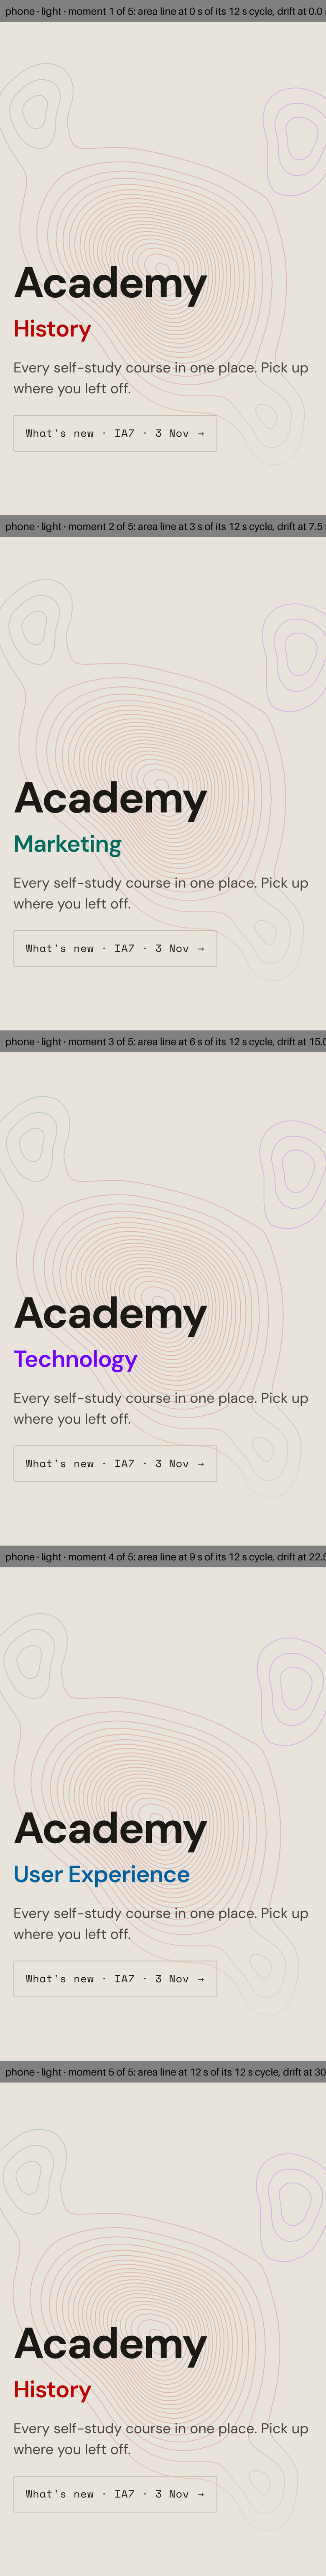 phone · light · moment 1 of 5: area line at 0 s of its 12 s cycle, drift at 0.0
Academy
History
Every self-study course in one place. Pick up
where you left off.
What's new · IA7 · 3 Nov →
phone · light · moment 2 of 5: area line at 3 s of its 12 s cycle, drift at 7.5
Academy
Marketing
Every self-study course in one place. Pick up
where you left off.
What's new · IA7 · 3 Nov →
phone · light · moment 3 of 5: area line at 6 s of its 12 s cycle, drift at 15.0
Academy
Technology
Every self-study course in one place. Pick up
where you left off.
What's new · IA7 · 3 Nov →
phone · light · moment 4 of 5: area line at 9 s of its 12 s cycle, drift at 22.5
Academy
User Experience
Every self-study course in one place. Pick up
where you left off.
What's new · IA7 · 3 Nov →
phone · light · moment 5 of 5: area line at 12 s of its 12 s cycle, drift at 30
Academy
History
Every self-study course in one place. Pick up
where you left off.
What's new · IA7 · 3 Nov →